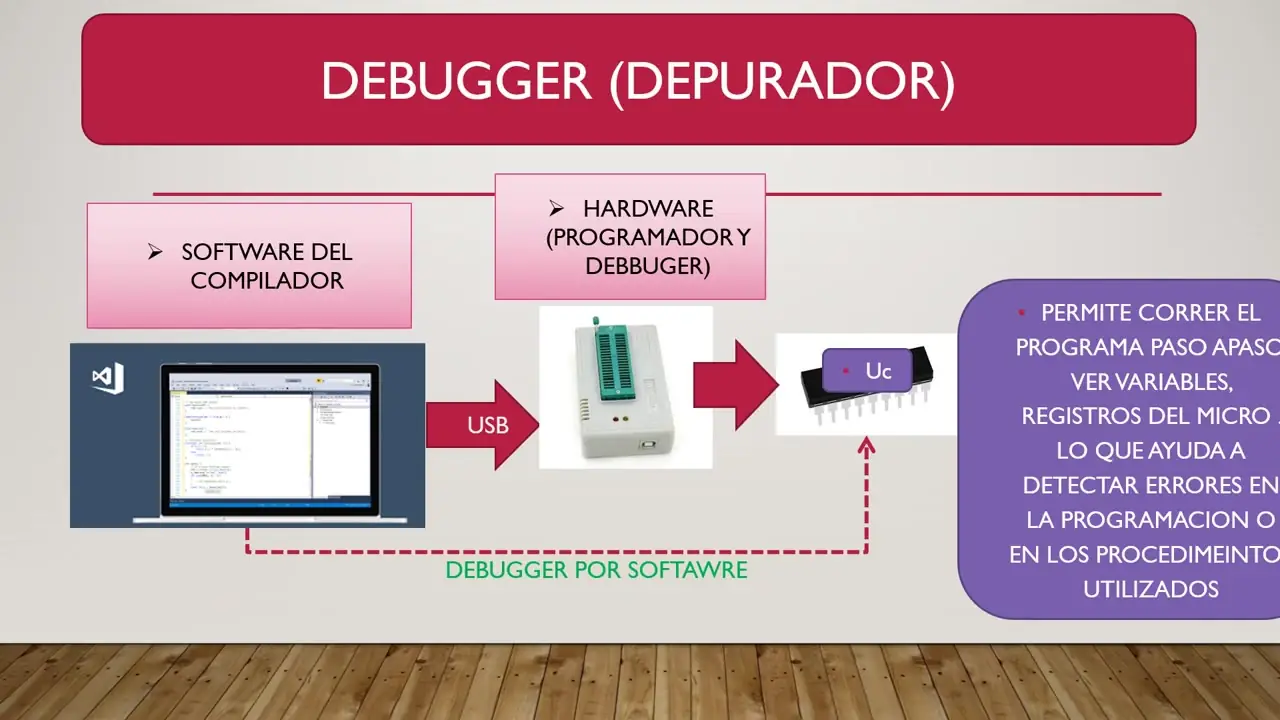 DEBUGGER (DEPURADOR)
SOFTWARE DEL
COMPILADOR
HARDWARE
(PROGRAMADOR Y
DEBBUGER)
USB
Uc
DEBUGGER POR SOFTAWRE
PERMITE CORRER EL
PROGRAMA PASO APASO
VER VARIABLES,
REGISTROS DEL MICRO
LO QUE AYUDA A
DETECTAR ERRORES EN
LA PROGRAMACION O
EN LOS PROCEDIMEINTO
UTILIZADOS